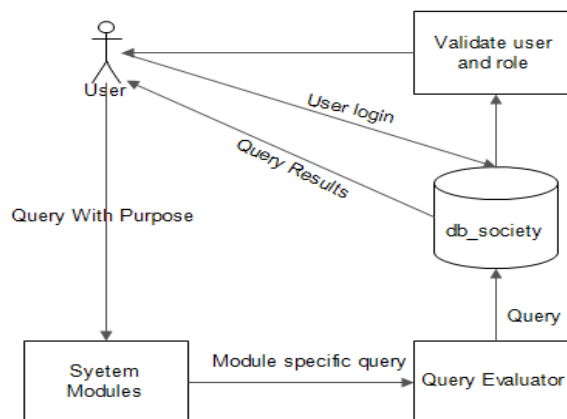 Validate user
and role
User
User login
Query Results
db_society
Query With Purpose
Query
Syetem
Modules
Module specific query
Query Evaluator